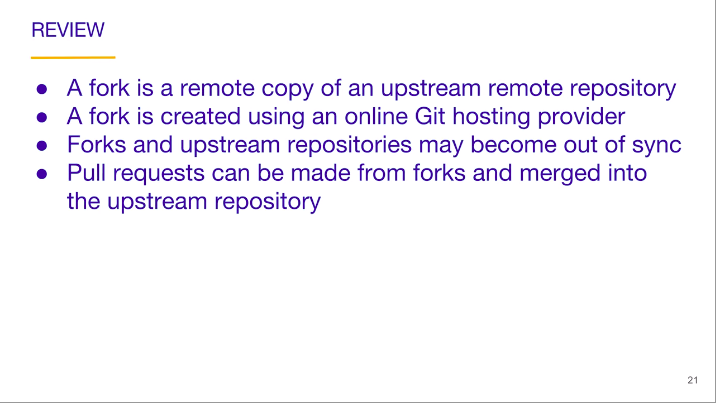 REVIEW
● A fork is a remote copy of an upstream remote repository
● A fork is created using an online Git hosting provider
● Forks and upstream repositories may become out of sync
● Pull requests can be made from forks and merged into
the upstream repository
21